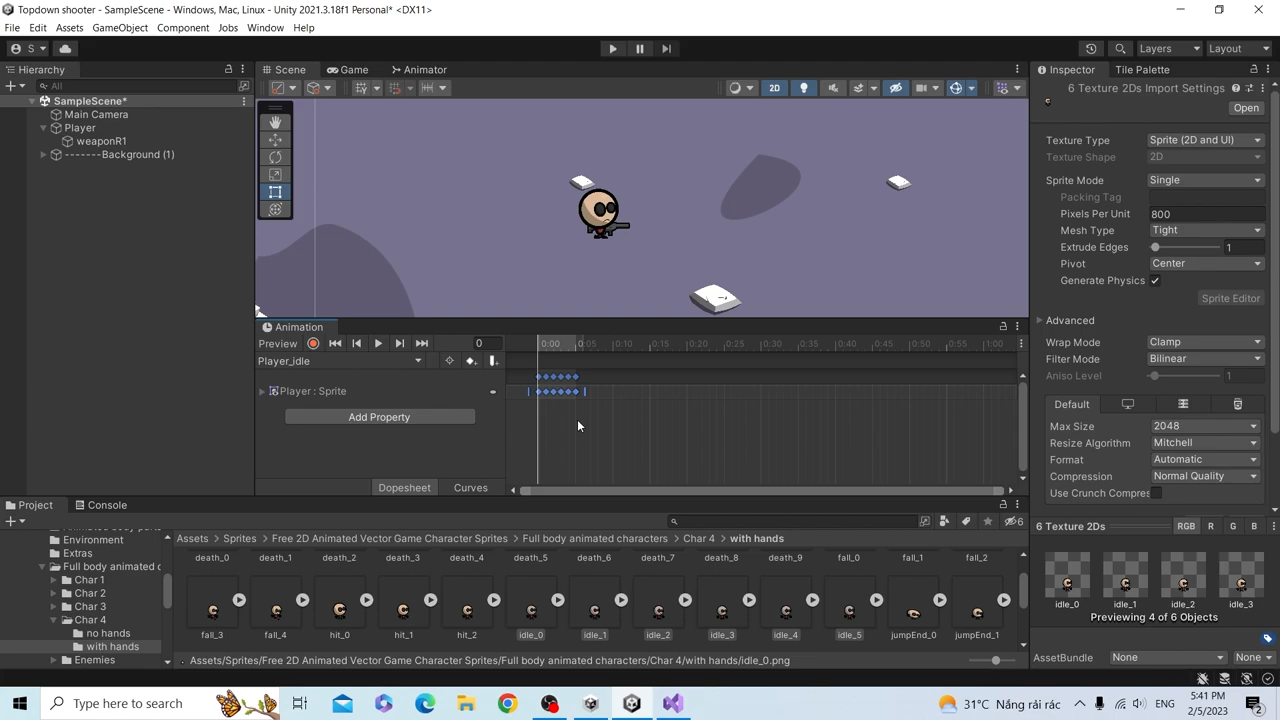 Topdown shooter - SampleScene - Windows, Mac, Linux - Unity 2021.3.18f1 Personal* <DX11>
File Edit Assets GameObject Component Jobs Window Help
S Layers Layout
Hierarchy
All
SampleScene*
Main Camera
Player
weaponR1
-------Background (1)
Scene Game Animator
2D
Animation
Preview 0 0:00 0:05 0:10 0:15 0:20 0:25 0:30 0:35 0:40 0:45 0:50 0:55 1:00
Player_idle
Player : Sprite
Add Property
Dopesheet Curves
Inspector Tile Palette
6 Texture 2Ds Import Settings
Open
Texture Type Sprite (2D and UI)
Texture Shape 2D
Sprite Mode Single
Packing Tag
Pixels Per Unit 800
Mesh Type Tight
Extrude Edges 1
Pivot Center
Generate Physics
Sprite Editor
Advanced
Wrap Mode Clamp
Filter Mode Bilinear
Aniso Level 1
Default
Max Size 2048
Resize Algorithm Mitchell
Format Automatic
Compression Normal Quality
Use Crunch Compres
6 Texture 2Ds RGB R G B
idle_0 idle_1 idle_2 idle_3
Previewing 4 of 6 Objects
AssetBundle None None
Project Console
6
Animated Body part
Environment
Extras
Full body animated c
Char 1
Char 2
Char 3
Char 4
no hands
with hands
Enemies
Assets > Sprites > Free 2D Animated Vector Game Character Sprites > Full body animated characters > Char 4 > with hands
death_0 death_1 death_2 death_3 death_4 death_5 death_6 death_7 death_8 death_9 fall_0 fall_1 fall_2
fall_3 fall_4 hit_0 hit_1 hit_2 idle_0 idle_1 idle_2 idle_3 idle_4 idle_5 jumpEnd_0 jumpEnd_1
Assets/Sprites/Free 2D Animated Vector Game Character Sprites/Full body animated characters/Char 4/with hands/idle_0.png
Type here to search
31°C Nắng rải rác
ENG
5:41 PM
2/5/2023
2